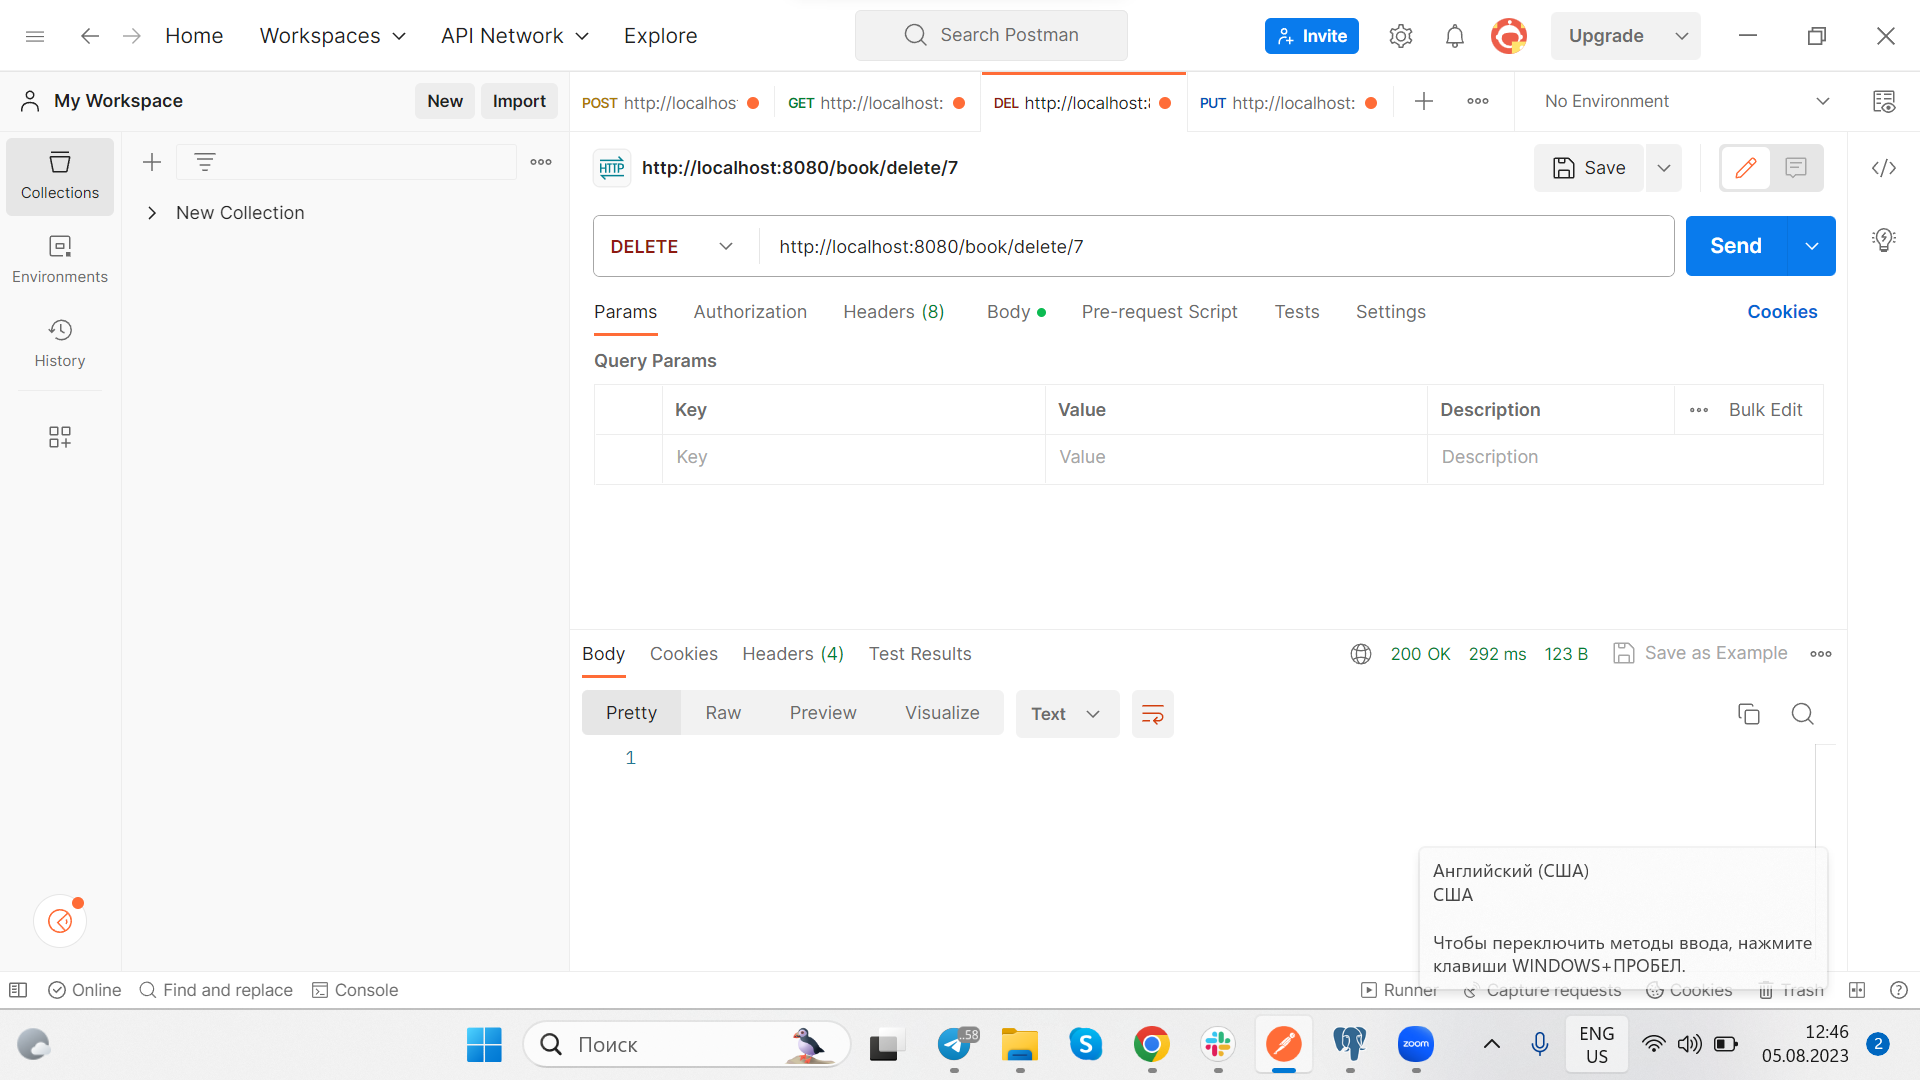 Home
Workspaces
API Network
Explore
Search Postman
Invite
Upgrade
My Workspace
New
Import
POST http://localhos
GET http://localhost:
DEL http://localhost:
PUT http://localhost:
No Environment
Collections
Environments
History
New Collection
HTTP
http://localhost:8080/book/delete/7
Save
DELETE
http://localhost:8080/book/delete/7
Send
Params
Authorization
Headers (8)
Body
Pre-request Script
Tests
Settings
Cookies
Query Params
Key
Value
Description
Bulk Edit
Key
Value
Description
Body
Cookies
Headers (4)
Test Results
200 OK
292 ms
123 B
Save as Example
Pretty
Raw
Preview
Visualize
Text
1
Английский (США)
США
Чтобы переключить методы ввода, нажмите
клавиши WINDOWS+ПРОБЕЛ.
Online
Find and replace
Console
Runner
Capture requests
Cookies
Trash
Поиск
58
S
zoom
ENG
US
12:46
05.08.2023
2